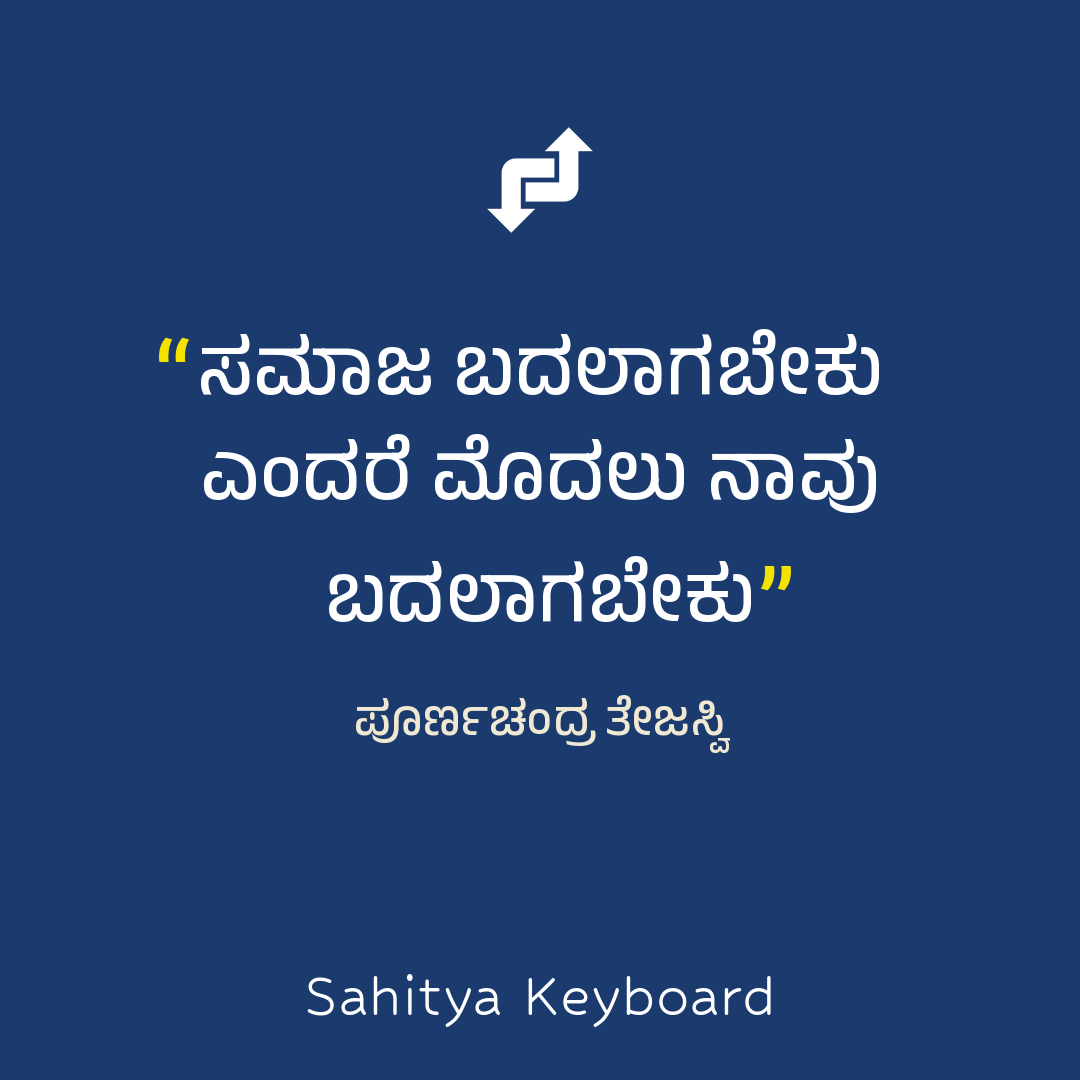 “ಸಮಾಜ ಬದಲಾಗಬೇಕು
ಎಂದರೆ ಮೊದಲು ನಾವು
ಬದಲಾಗಬೇಕು”
ಪೂರ್ಣಚಂದ್ರ ತೇಜಸ್ವಿ
Sahitya Keyboard